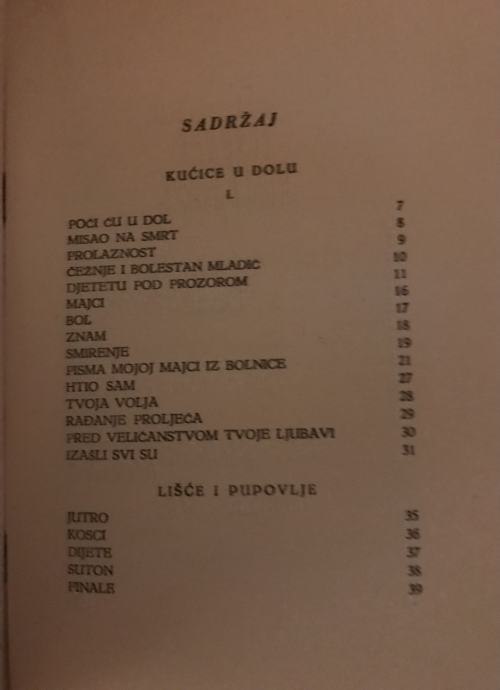 SADRŽAJ
KUĆICE U DOLU
I.
POĆI ĆU U DOL 7
MISAO NA SMRT 8
PROLAZNOST 9
ČEŽNJE I BOLESTAN MLADIĆ 10
DJETETU POD PROZOROM 11
MAJCI 16
BOL 17
ZNAM 18
SMIRENJE 19
PISMA MOJOJ MAJCI IZ BOLNICE 21
HTIO SAM 27
TVOJA VOLJA 28
RAĐANJE PROLJEĆA 29
PRED VELIČANSTVOM TVOJE LJUBAVI 30
IZAŠLI SVI SU 31
LIŠĆE I PUPOVLJE
JUTRO 35
KOSCI 36
DIJETE 37
SUTON 38
FINALE 39